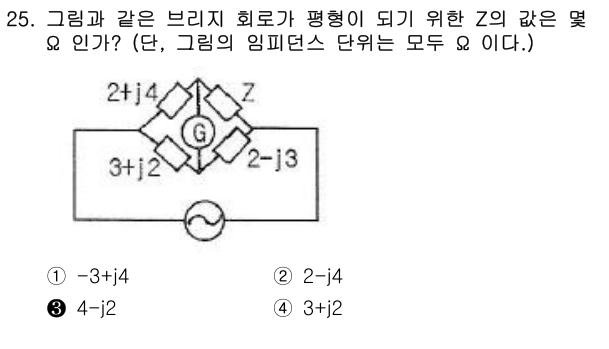 25. 그림과 같은 브리지 회로가 평형이 되기 위한 Z의 값은 몇
Ω 인가? (단, 그림의 임피던스 단위는 모두 Ω 이다.)
2+j4 Z
G
3+j2 2-j3
① -3+j4 ② 2-j4
❸ 4-j2 ④ 3+j2